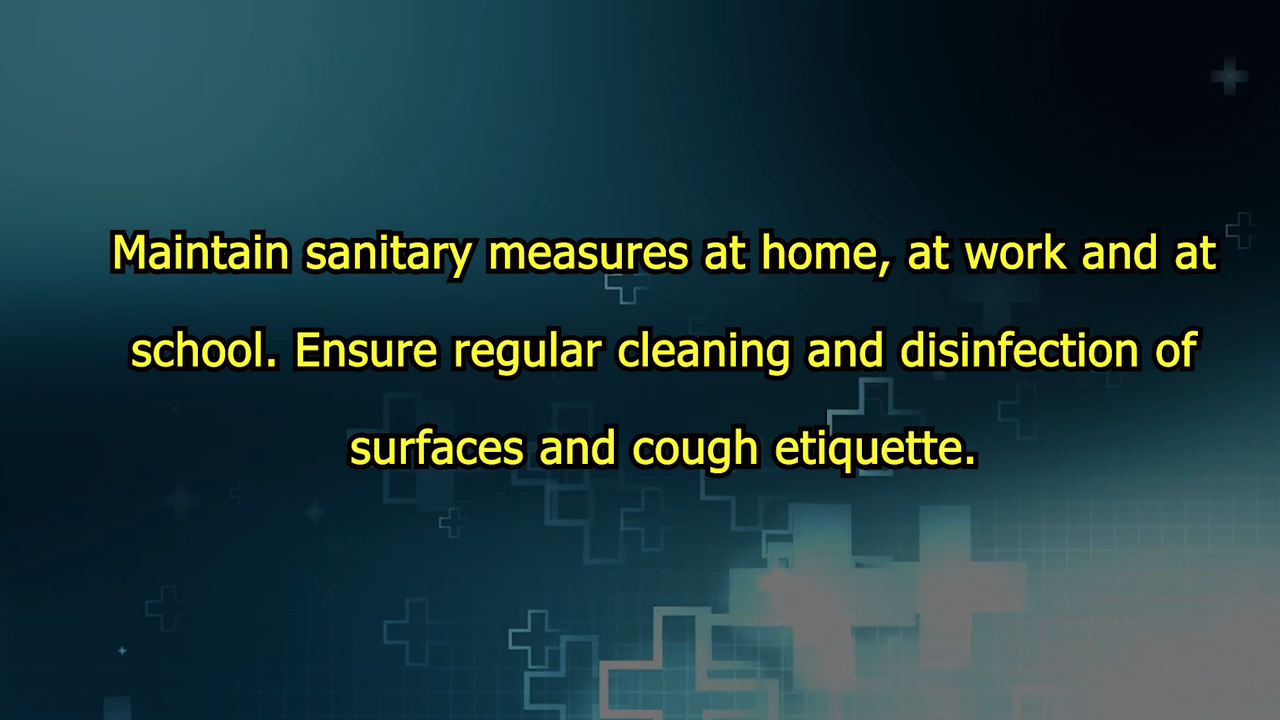 Maintain sanitary measures at home, at work and at
school. Ensure regular cleaning and disinfection of
surfaces and cough etiquette.